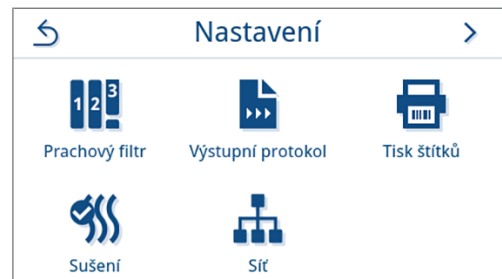 Nastavení
1 2 3
Prachový filtr
Výstupní protokol
Tisk štítků
Sušení
Síť